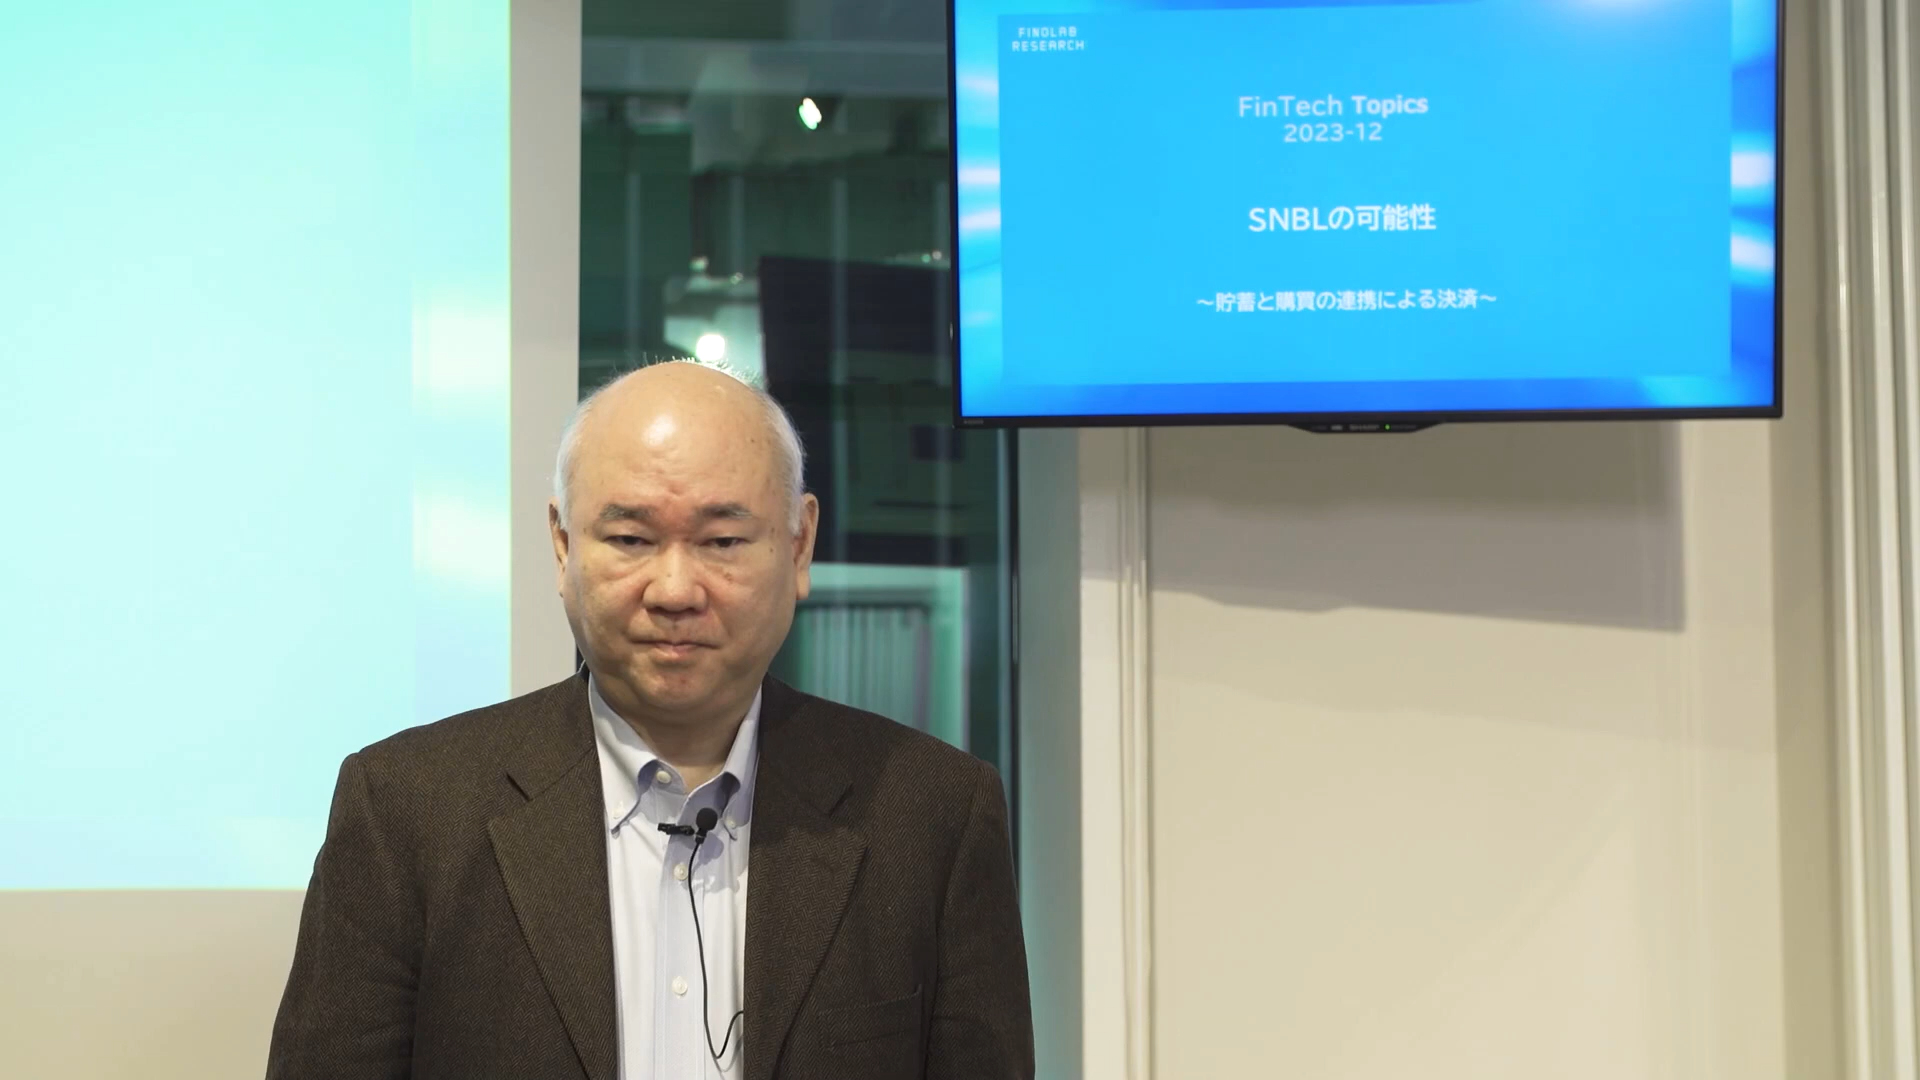 FINOLAB
RESEARCH
FinTech Topics
2023-12
SNBLの可能性
～貯蓄と購買の連携による決済～